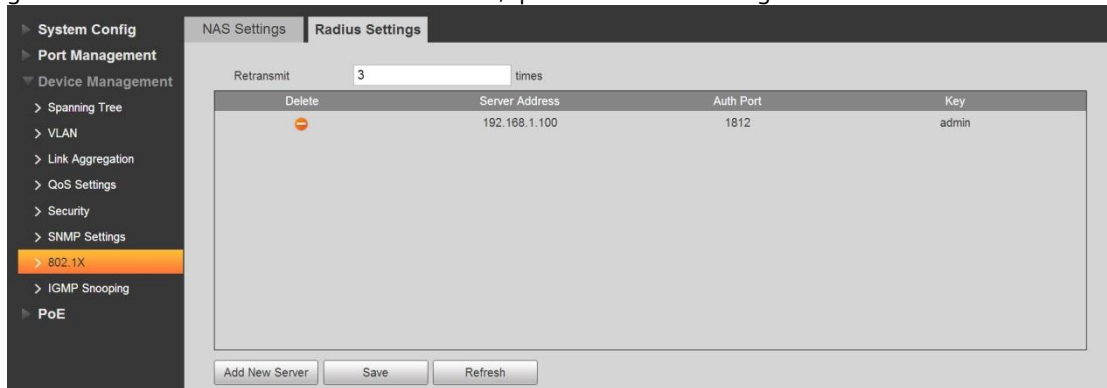 System Config
Port Management
Device Management
Spanning Tree
VLAN
Link Aggregation
QoS Settings
Security
SNMP Settings
802.1X
IGMP Snooping
PoE
NAS Settings Radius Settings
Retransmit 3 times
Delete Server Address Auth Port Key
192.168.1.100 1812 admin
Add New Server Save Refresh